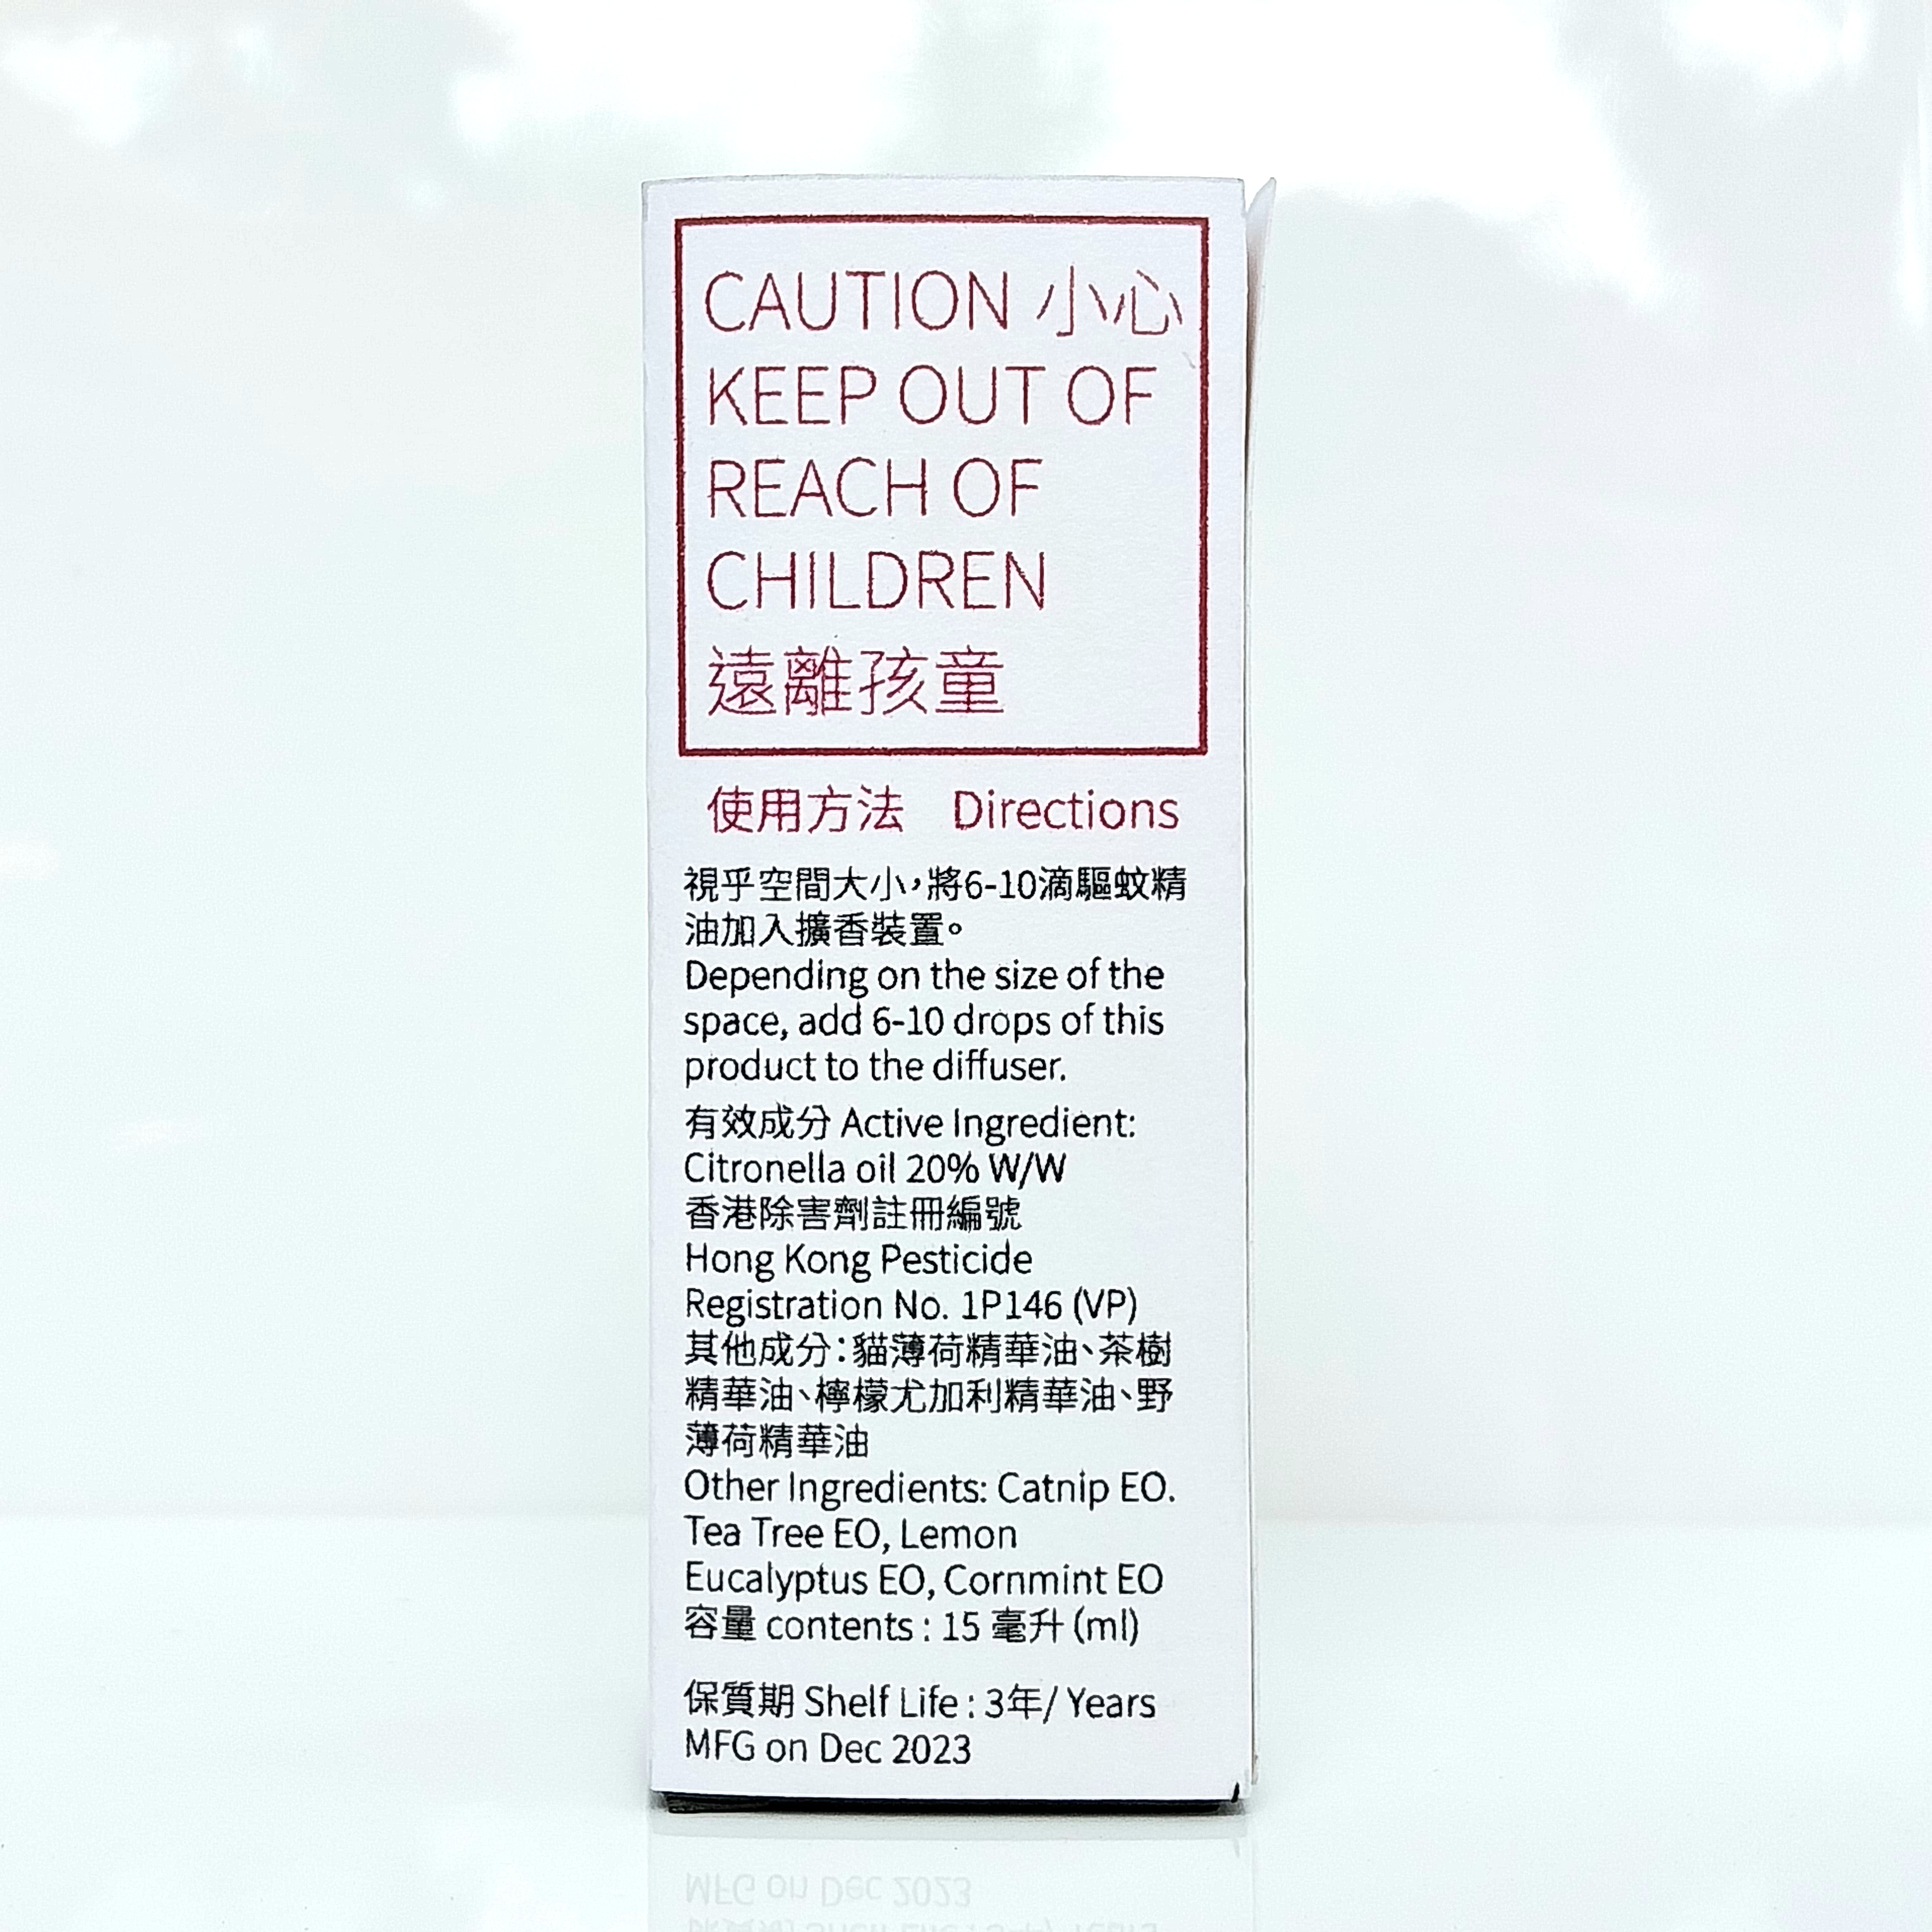 CAUTION 小心
KEEP OUT OF
REACH OF
CHILDREN
遠離孩童
使用方法 Directions
視乎空間大小，將6-10滴驅蚊精
油加入擴香裝置。
Depending on the size of the
space, add 6-10 drops of this
product to the diffuser.
有效成分 Active Ingredient:
Citronella oil 20% W/W
香港除害劑註冊編號
Hong Kong Pesticide
Registration No. 1P146 (VP)
其他成分：貓薄荷精華油、茶樹
精華油、檸檬尤加利精華油、野
薄荷精華油
Other Ingredients: Catnip EO.
Tea Tree EO, Lemon
Eucalyptus EO, Cornmint EO
容量 contents : 15 毫升 (ml)
保質期 Shelf Life : 3年/ Years
MFG on Dec 2023